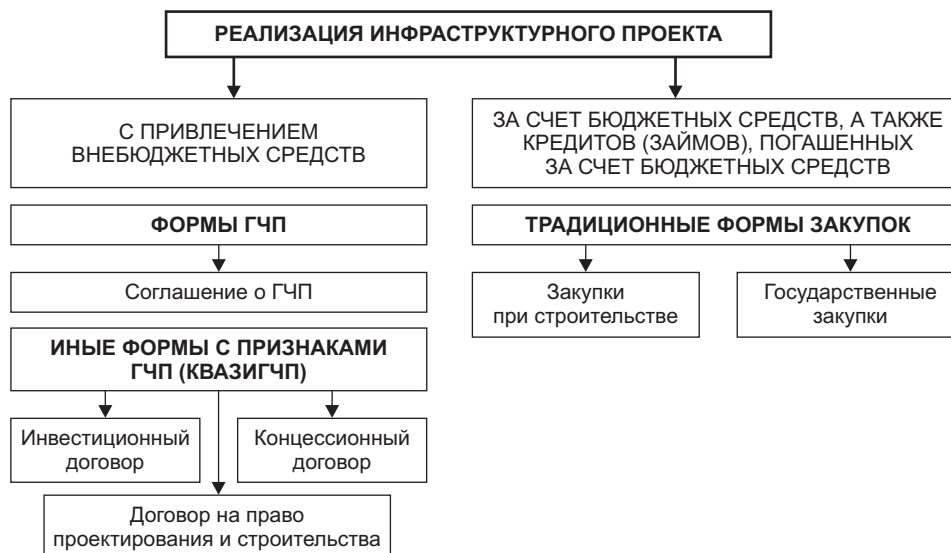 РЕАЛИЗАЦИЯ ИНФРАСТРУКТУРНОГО ПРОЕКТА
С ПРИВЛЕЧЕНИЕМ
ВНЕБЮДЖЕТНЫХ СРЕДСТВ
ЗА СЧЕТ БЮДЖЕТНЫХ СРЕДСТВ, А ТАКЖЕ
КРЕДИТОВ (ЗАЙМОВ), ПОГАШЕННЫХ
ЗА СЧЕТ БЮДЖЕТНЫХ СРЕДСТВ
ФОРМЫ ГЧП
ТРАДИЦИОННЫЕ ФОРМЫ ЗАКУПОК
Соглашение о ГЧП
Закупки
при строительстве
Государственные
закупки
ИНЫЕ ФОРМЫ С ПРИЗНАКАМИ
ГЧП (КВАЗИГЧП)
Инвестиционный
договор
Концессионный
договор
Договор на право
проектирования и строительства